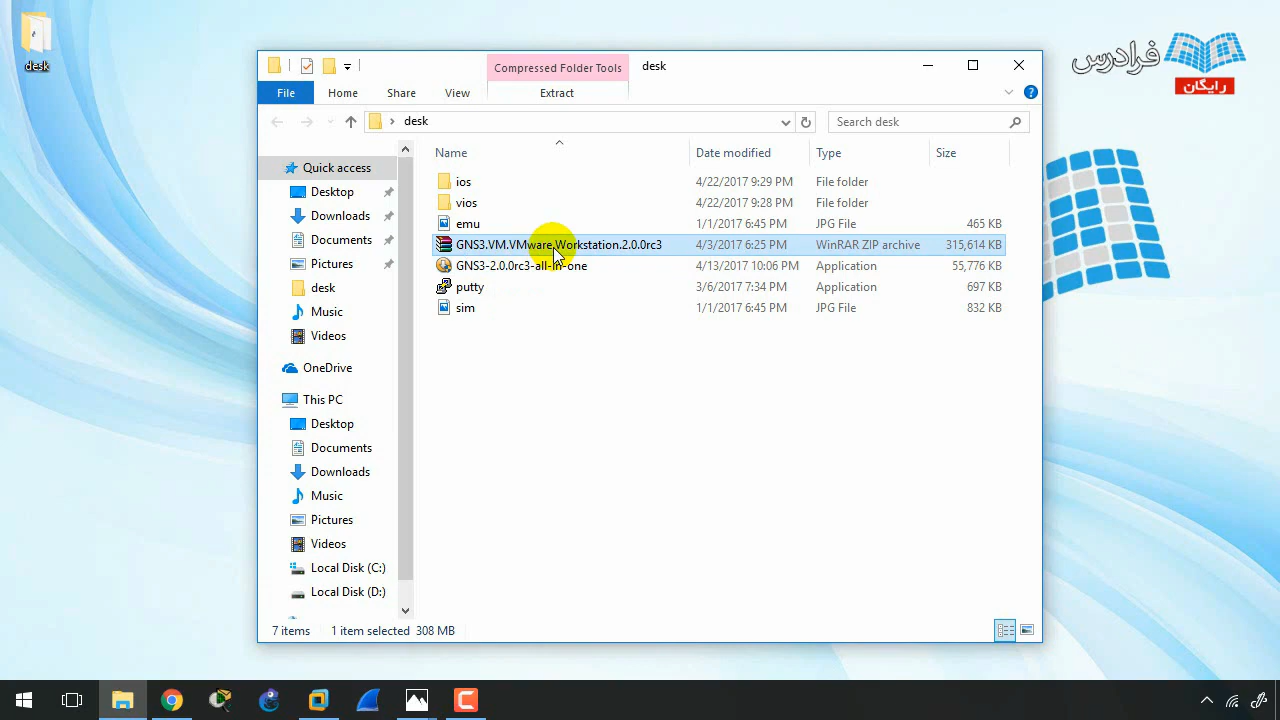 desk
فرادرس
رایگان
Compressed Folder Tools
desk
File
Home
Share
View
Extract
desk
Search desk
Name
Date modified
Type
Size
Quick access
Desktop
Downloads
Documents
Pictures
desk
Music
Videos
OneDrive
This PC
Desktop
Documents
Downloads
Music
Pictures
Videos
Local Disk (C:)
Local Disk (D:)
ios 4/22/2017 9:29 PM File folder
vios 4/22/2017 9:28 PM File folder
emu 1/1/2017 6:45 PM JPG File 465 KB
GNS3.VM.VMware.Workstation.2.0.0rc3 4/3/2017 6:25 PM WinRAR ZIP archive 315,614 KB
GNS3-2.0.0rc3-all-in-one 4/13/2017 10:06 PM Application 55,776 KB
putty 3/6/2017 7:34 PM Application 697 KB
sim 1/1/2017 6:45 PM JPG File 832 KB
7 items 1 item selected 308 MB